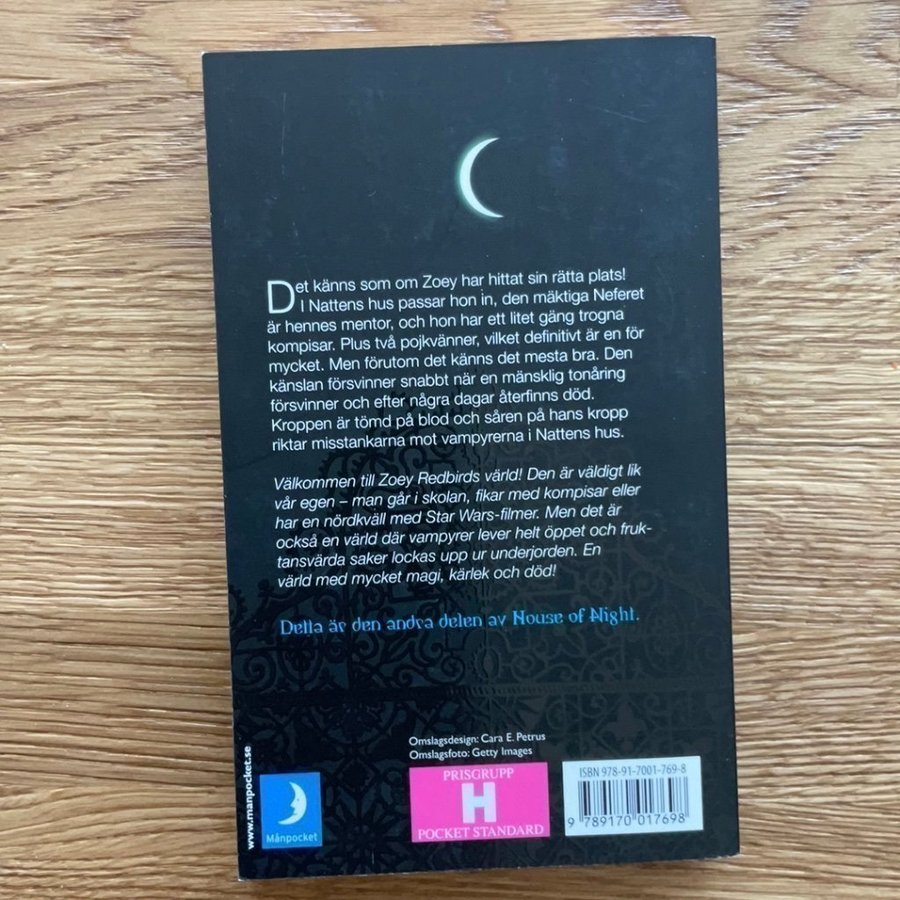 Det känns som om Zoey har hittat sin rätta plats!
I Nattens hus passar hon in, den mäktiga Neferet
är hennes mentor, och hon har ett litet gäng trogna
kompisar. Plus två pojkvänner, vilket definitivt är en för
mycket. Men förutom det känns det mesta bra. Den
känslan försvinner snabbt när en mänsklig tonåring
försvinner och efter några dagar återfinns död.
Kroppen är tömd på blod och såren på hans kropp
riktar misstankarna mot vampyrerna i Nattens hus.
Välkommen till Zoey Redbirds värld! Den är väldigt lik
vår egen – man går i skolan, fikar med kompisar eller
har en nördkväll med Star Wars-filmer. Men det är
också en värld där vampyrer lever helt öppet och fruk-
tansvärda saker lockas upp ur underjorden. En
värld med mycket magi, kärlek och död!
Detta är den andra delen av House of Night.
Omslagsdesign: Cara E. Petrus
Omslagsfoto: Getty Images
www.manpocket.se
Månpocket
PRISGRUPP
H
POCKET STANDARD
ISBN 978-91-7001-769-8
9 789170 017698